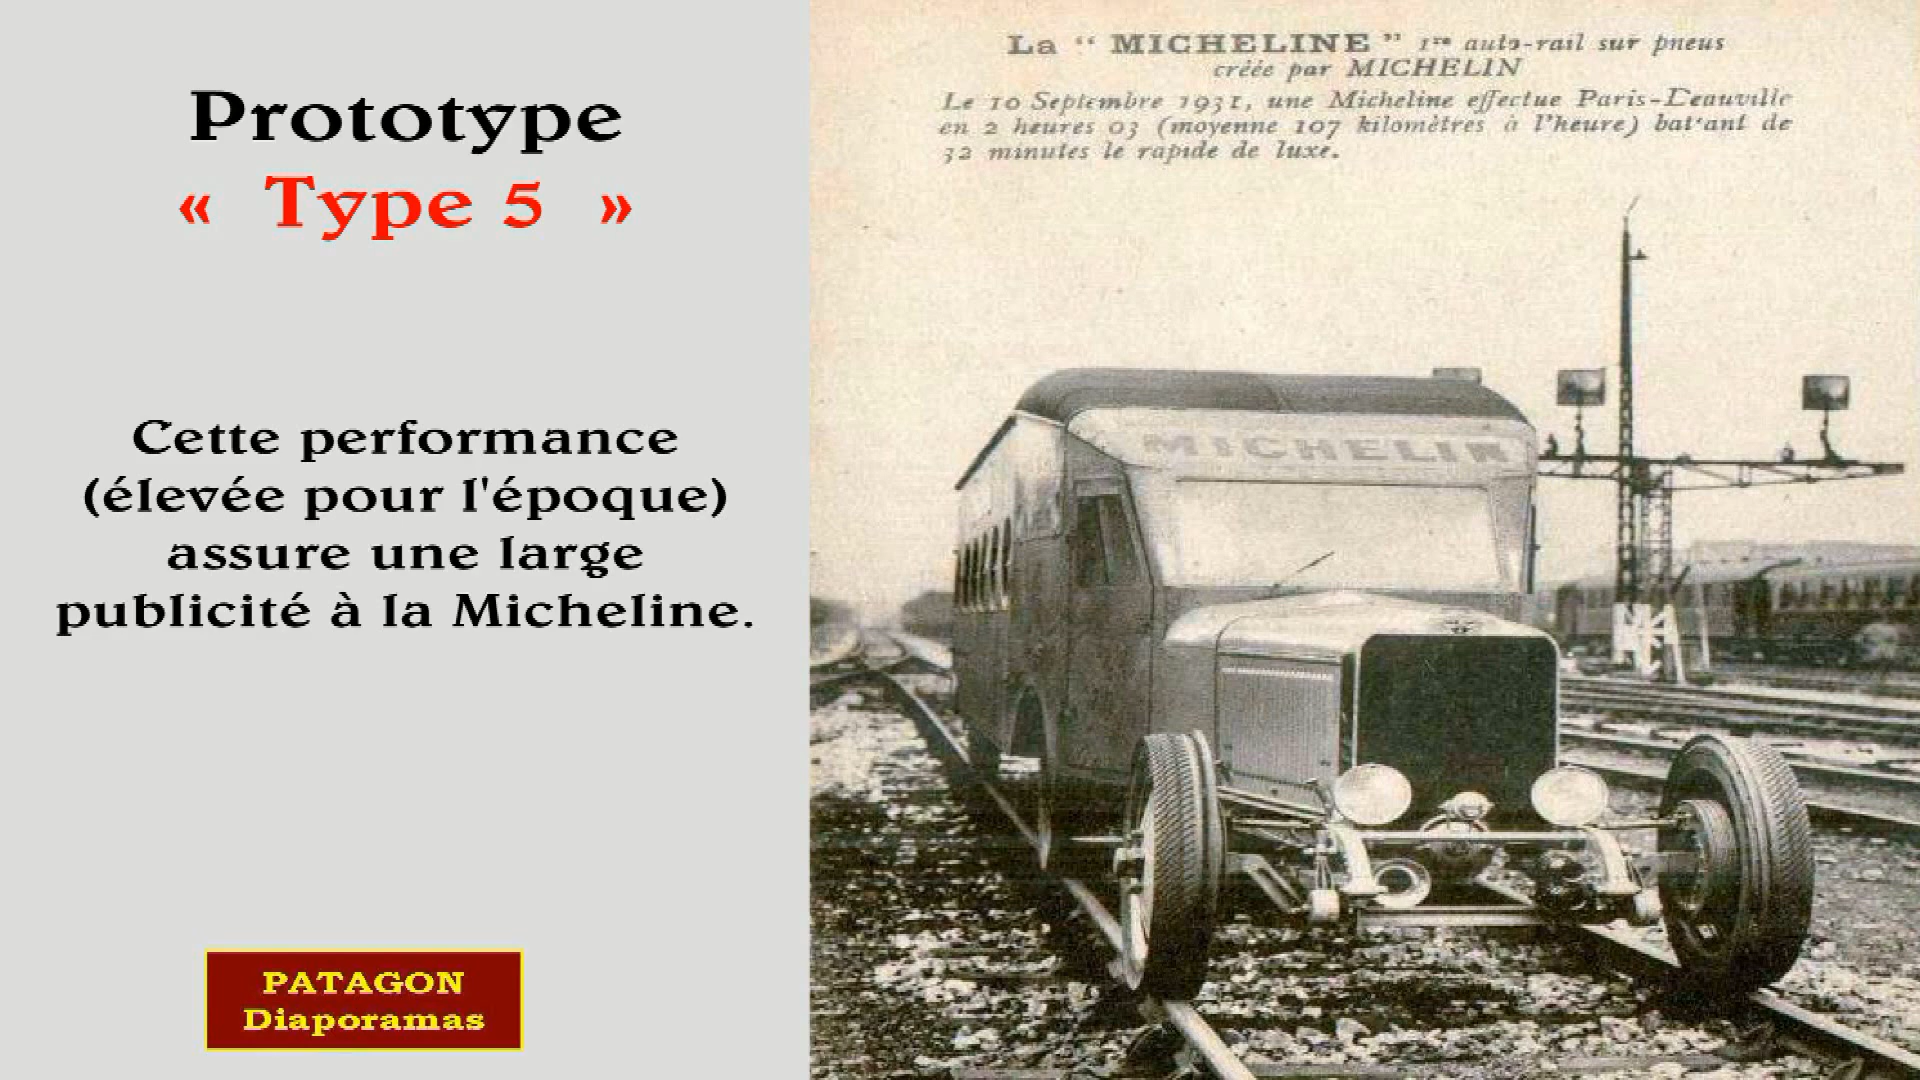 Prototype
« Type 5 »
Cette performance
(élevée pour l'époque)
assure une large
publicité à la Micheline.
PATAGON
Diaporamas
La “ MICHELINE ” 1re auto-rail sur pneus
créée par MICHELIN
Le 10 Septembre 1931, une Micheline effectue Paris-Deauville
en 2 heures 03 (moyenne 107 kilomètres à l'heure) battant de
32 minutes le rapide de luxe.
MICHELIN